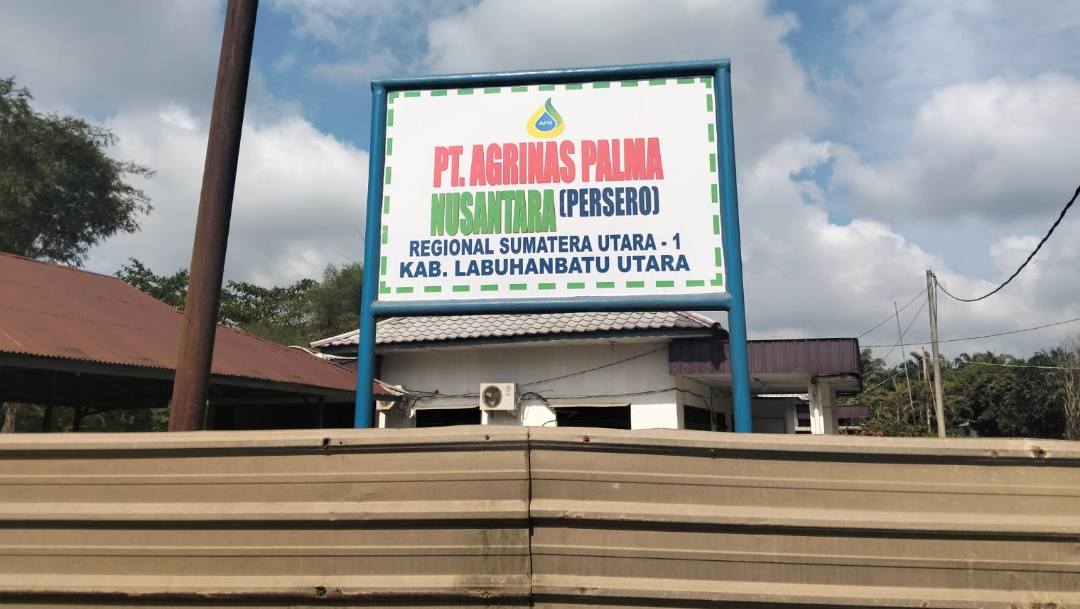 APN
PT. AGRINAS PALMA
NUSANTARA (PERSERO)
REGIONAL SUMATERA UTARA - 1
KAB. LABUHANBATU UTARA